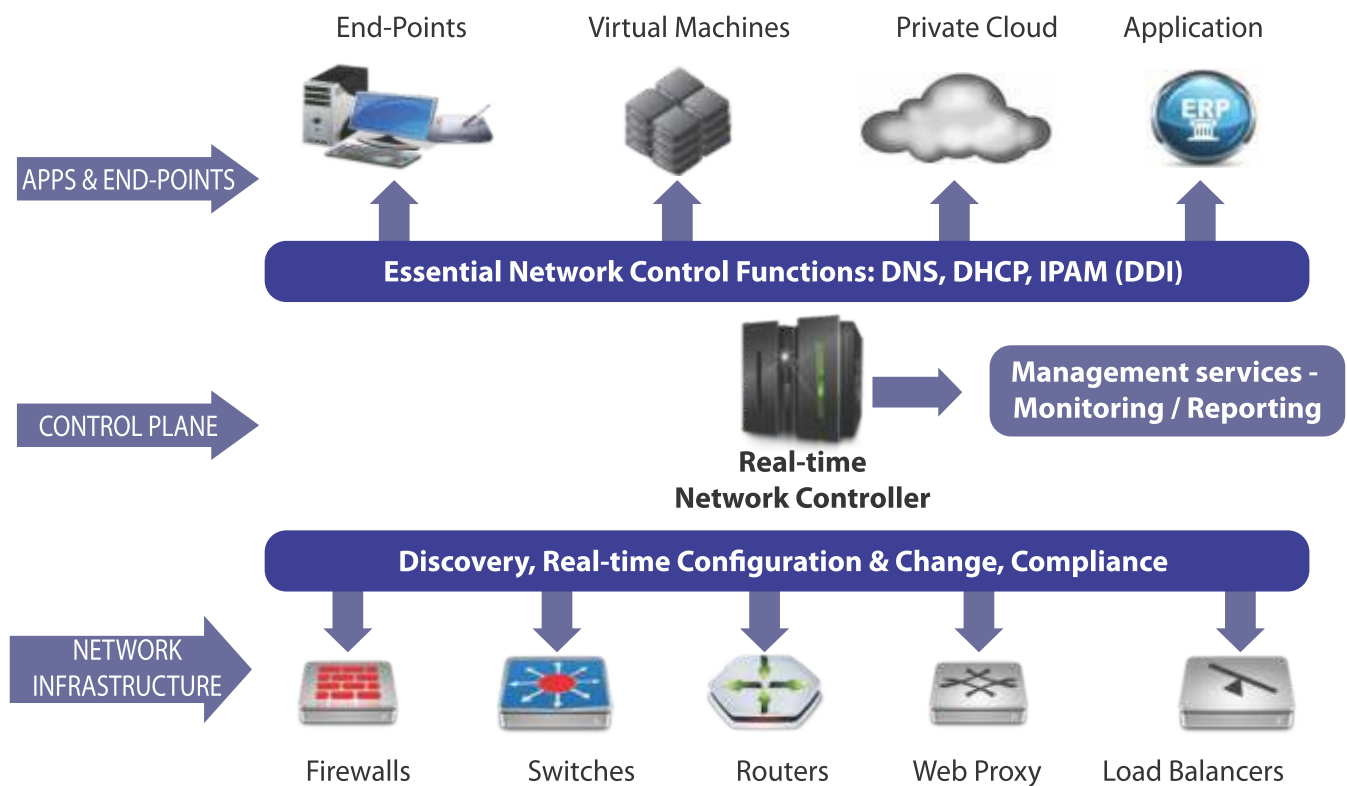 End-Points
Virtual Machines
Private Cloud
Application
ERP
APPS & END-POINTS
Essential Network Control Functions: DNS, DHCP, IPAM (DDI)
Management services -
Monitoring / Reporting
CONTROL PLANE
Real-time
Network Controller
Discovery, Real-time Configuration & Change, Compliance
NETWORK
INFRASTRUCTURE
Firewalls
Switches
Routers
Web Proxy
Load Balancers